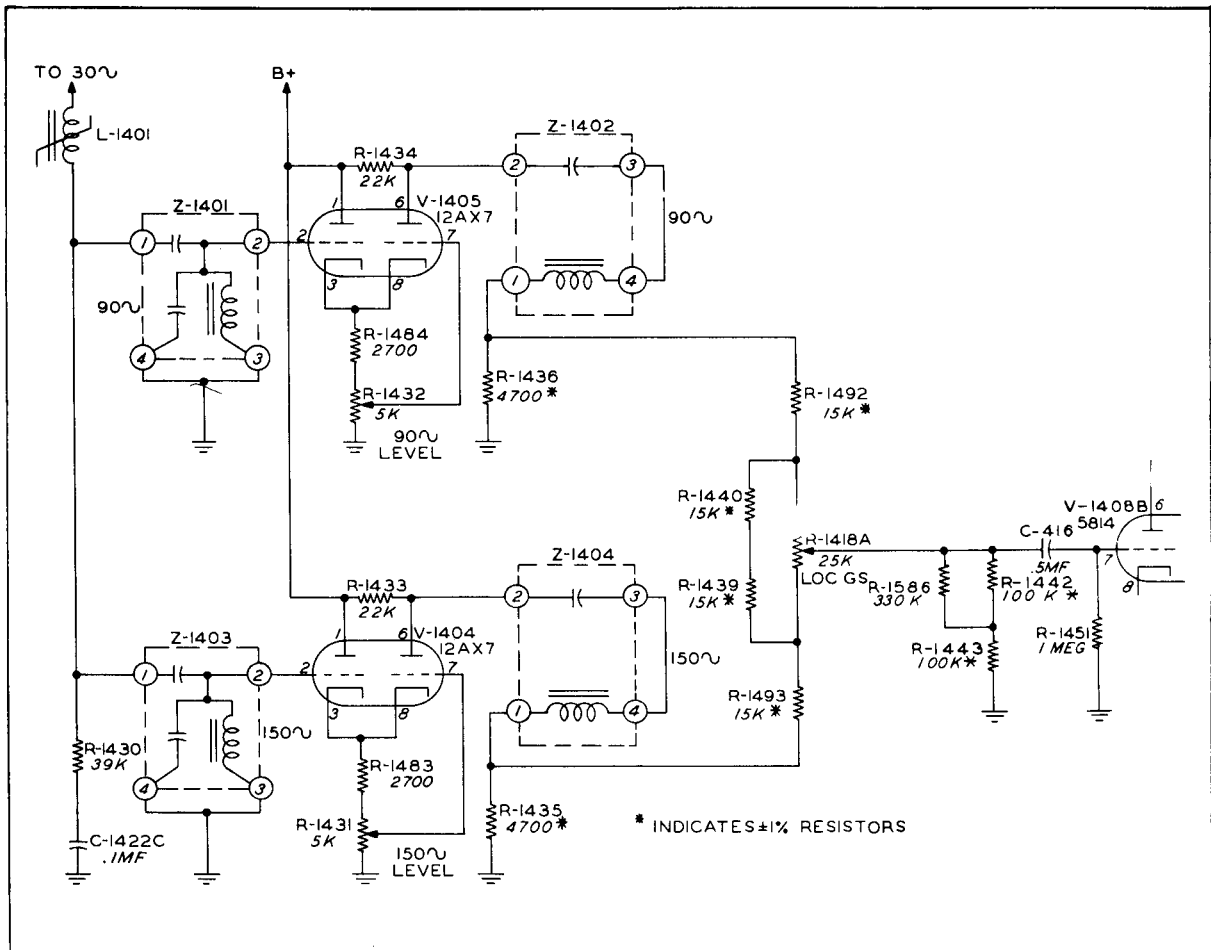 TO 30~
B+
L-1401
Z-1402
R-1434
22K
2
3
1
6
V-1405
12AX7
Z-1401
1
2
2
7
90~
90~
3
8
1
4
4
3
R-1484
2700
R-1432
5K
90~
LEVEL
R-1436
4700 *
R-1492
15K *
R-1440
15K *
R-1418A
25K
LOC GS
R-1439
15K *
V-1408B 6
5814
C-416
.5MF
7
8
R-1586
330 K
R-1442
100 K *
R-1451
1 MEG
R-1443
100K *
Z-1404
R-1433
22K
2
3
1
6
V-1404
12AX7
Z-1403
1
2
2
7
150~
150~
3
8
1
4
R-1493
15K *
R-1430
39K
4
3
R-1483
2700
R-1431
5K
150~
LEVEL
R-1435
4700 *
* INDICATES ±1% RESISTORS
C-1422C
.1MF